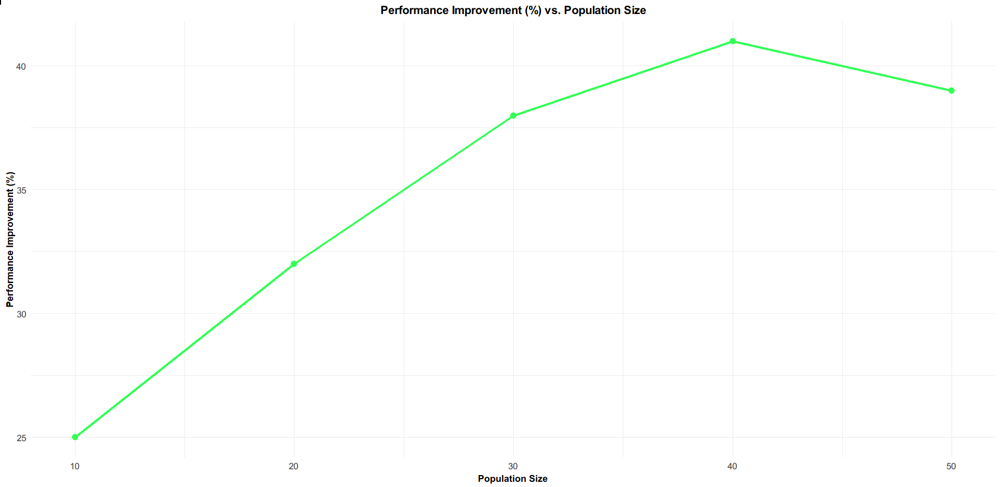 Performance Improvement (%) vs. Population Size
Performance Improvement (%)
40
35
30
25
10 20 30 40 50
Population Size